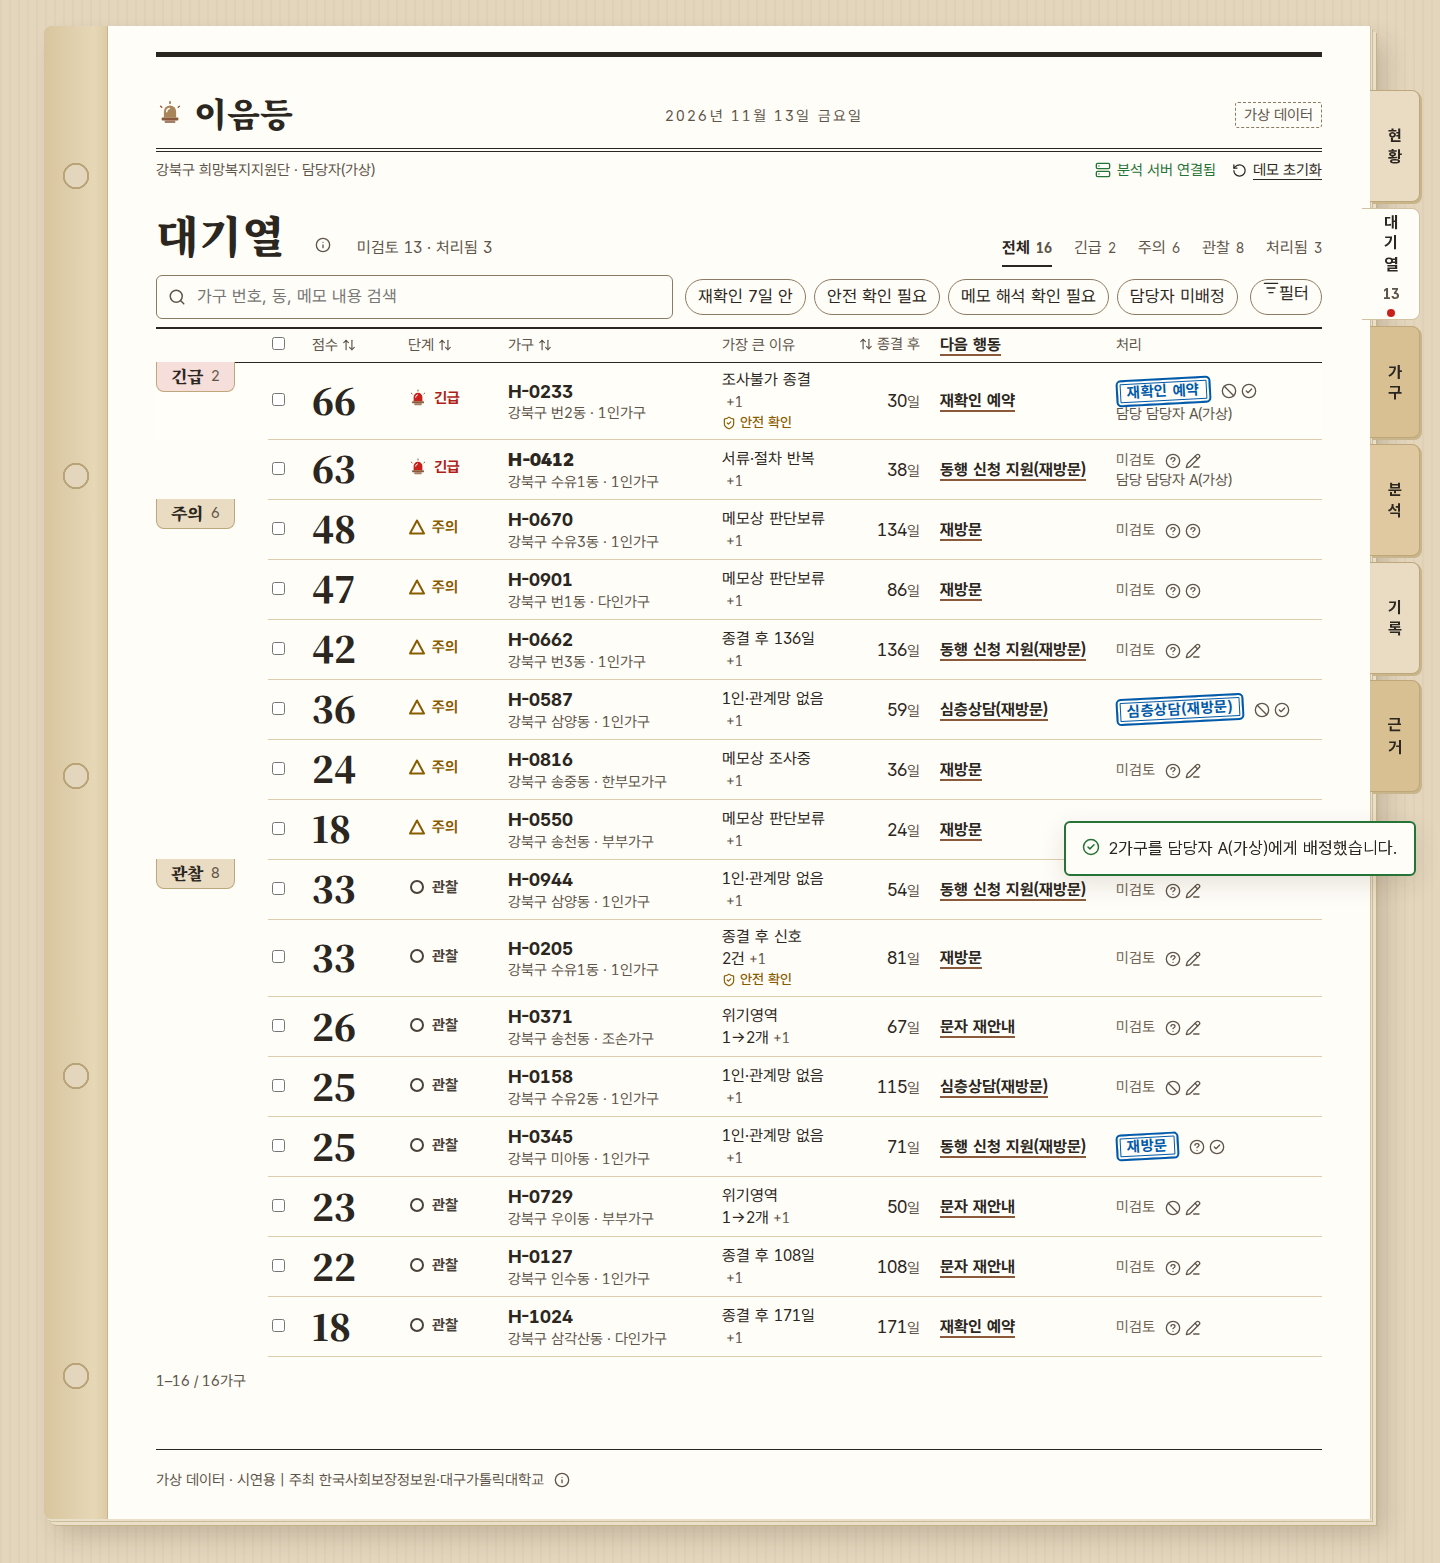 이음등
2026년 11월 13일 금요일
가상 데이터
강북구 희망복지지원단 · 담당자(가상)
분석 서버 연결됨
데모 초기화
대기열
미검토 13 · 처리됨 3
전체 16
긴급 2
주의 6
관찰 8
처리됨 3
가구 번호, 동, 메모 내용 검색
재확인 7일 안
안전 확인 필요
메모 해석 확인 필요
담당자 미배정
필터
점수 단계 가구 가장 큰 이유 종결 후 다음 행동 처리
긴급 2
66 긴급 H-0233 강북구 번2동 · 1인가구
조사불가 종결 +1
안전 확인
30일 재확인 예약
재확인 예약
담당 담당자 A(가상)
63 긴급 H-0412 강북구 수유1동 · 1인가구
서류·절차 반복 +1
38일 동행 신청 지원(재방문)
미검토
담당 담당자 A(가상)
주의 6
48 주의 H-0670 강북구 수유3동 · 1인가구
메모상 판단보류 +1
134일 재방문 미검토
47 주의 H-0901 강북구 번1동 · 다인가구
메모상 판단보류 +1
86일 재방문 미검토
42 주의 H-0662 강북구 번3동 · 1인가구
종결 후 136일 +1
136일 동행 신청 지원(재방문) 미검토
36 주의 H-0587 강북구 삼양동 · 1인가구
1인·관계망 없음 +1
59일 심층상담(재방문) 심층상담(재방문)
24 주의 H-0816 강북구 송중동 · 한부모가구
메모상 조사중 +1
36일 재방문 미검토
18 주의 H-0550 강북구 송천동 · 부부가구
메모상 판단보류 +1
24일 재방문
2가구를 담당자 A(가상)에게 배정했습니다.
관찰 8
33 관찰 H-0944 강북구 삼양동 · 1인가구
1인·관계망 없음 +1
54일 동행 신청 지원(재방문) 미검토
33 관찰 H-0205 강북구 수유1동 · 1인가구
종결 후 신호 2건 +1
안전 확인
81일 재방문 미검토
26 관찰 H-0371 강북구 송천동 · 조손가구
위기영역 1→2개 +1
67일 문자 재안내 미검토
25 관찰 H-0158 강북구 수유2동 · 1인가구
1인·관계망 없음 +1
115일 심층상담(재방문) 미검토
25 관찰 H-0345 강북구 미아동 · 1인가구
1인·관계망 없음 +1
71일 동행 신청 지원(재방문) 재방문
23 관찰 H-0729 강북구 우이동 · 부부가구
위기영역 1→2개 +1
50일 문자 재안내 미검토
22 관찰 H-0127 강북구 인수동 · 1인가구
종결 후 108일 +1
108일 문자 재안내 미검토
18 관찰 H-1024 강북구 삼각산동 · 다인가구
종결 후 171일 +1
171일 재확인 예약 미검토
1–16 / 16가구
가상 데이터 · 시연용 | 주최 한국사회보장정보원·대구가톨릭대학교
현황
대기열
13
가구
분석
기록
근거